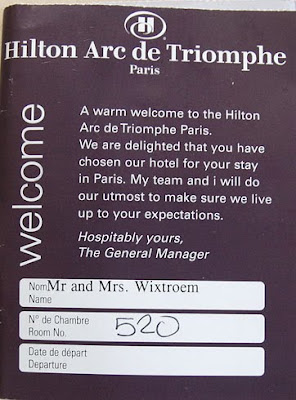 H
Hilton Arc de Triomphe
Paris
welcome
A warm welcome to the Hilton
Arc de Triomphe Paris.
We are delighted that you have
chosen our hotel for your stay
in Paris. My team and i will do
our utmost to make sure we live
up to your expectations.
Hospitably yours,
The General Manager
Nom Mr and Mrs. Wixtroem
Name
Nº de Chambre 520
Room No.
Date de départ
Departure